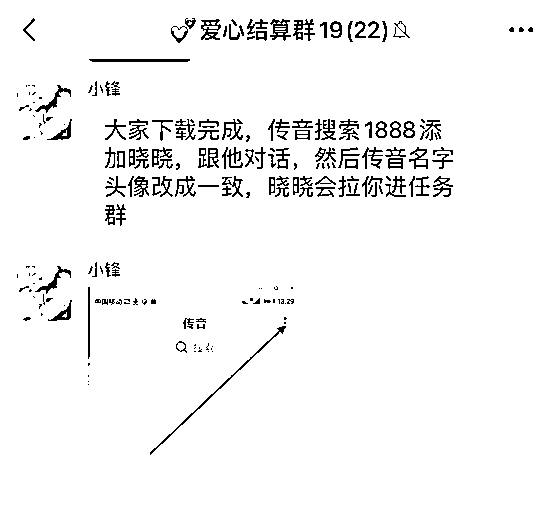 爱心结算群19(22)
小锋
大家下载完成，传音搜索1888添
加晓晓，跟他对话，然后传音名字
头像改成一致，晓晓会拉你进任务
群
小锋
中国移动 13:29
传音
搜索